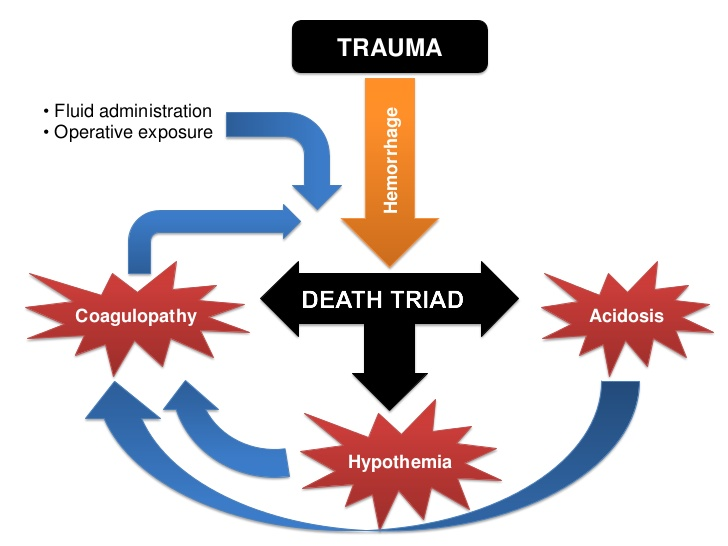 TRAUMA
• Fluid administration
• Operative exposure
Hemorrhage
DEATH TRIAD
Coagulopathy
Acidosis
Hypothemia